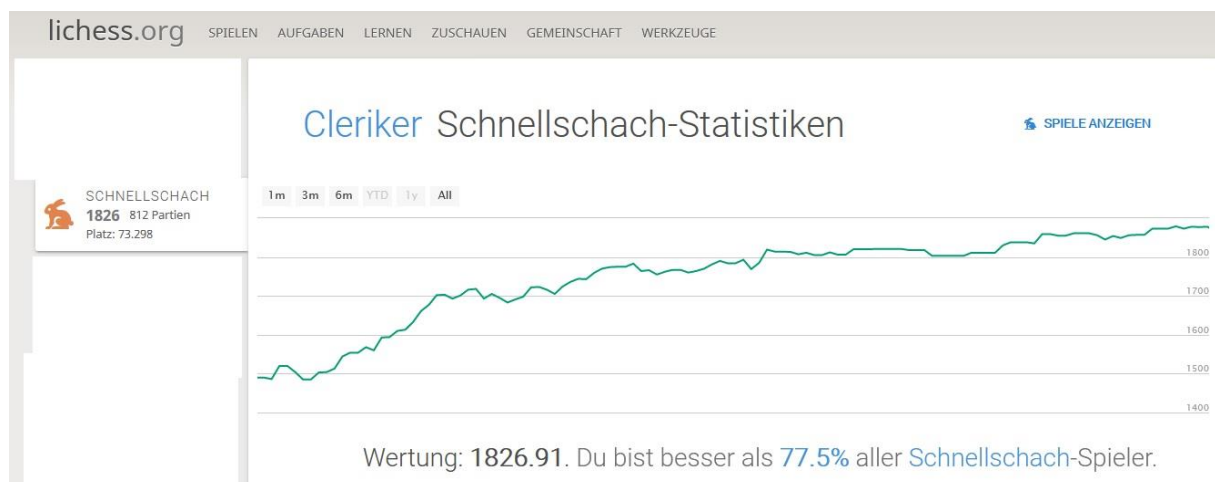 lichess.org SPIELEN AUFGABEN LERNEN ZUSCHAUEN GEMEINSCHAFT WERKZEUGE
Cleriker Schnellschach-Statistiken
SPIELE ANZEIGEN
SCHNELLSCHACH
1826 812 Partien
Platz: 73.298
1m 3m 6m YTD 1y All
1800
1700
1600
1500
1400
Wertung: 1826.91. Du bist besser als 77.5% aller Schnellschach-Spieler.